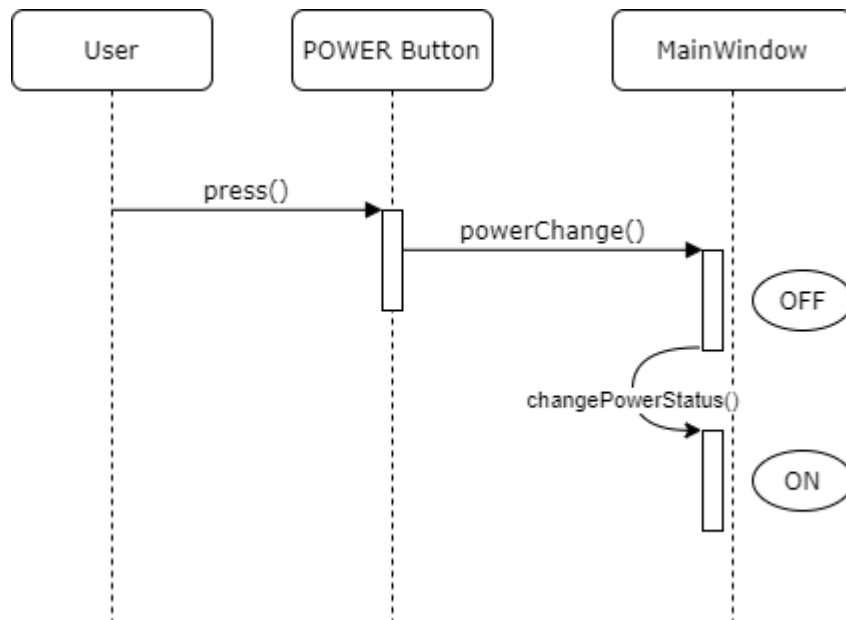 User
POWER Button
MainWindow
press()
powerChange()
OFF
changePowerStatus()
ON